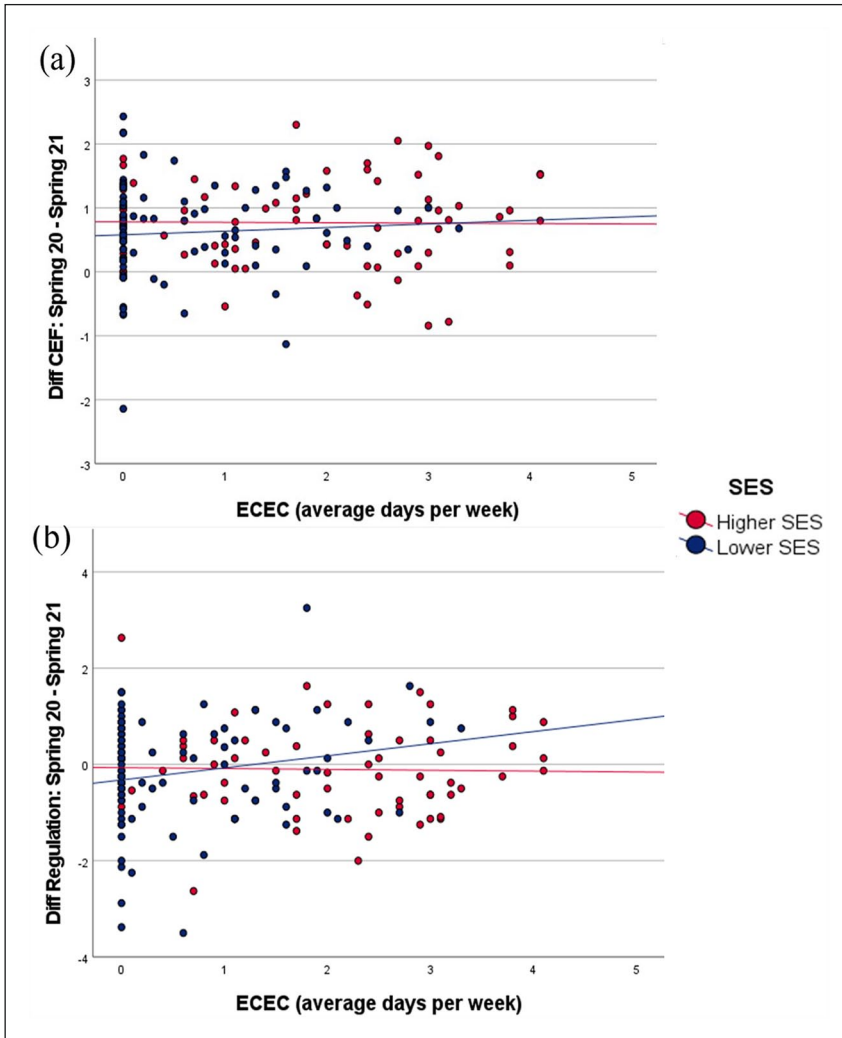 (a)
3
2
1
0
-1
-2
-3
Diff CEF: Spring 20 - Spring 21
0 1 2 3 4 5
ECEC (average days per week)
SES
Higher SES
Lower SES
(b)
4
2
0
-2
-4
Diff Regulation: Spring 20 - Spring 21
0 1 2 3 4 5
ECEC (average days per week)